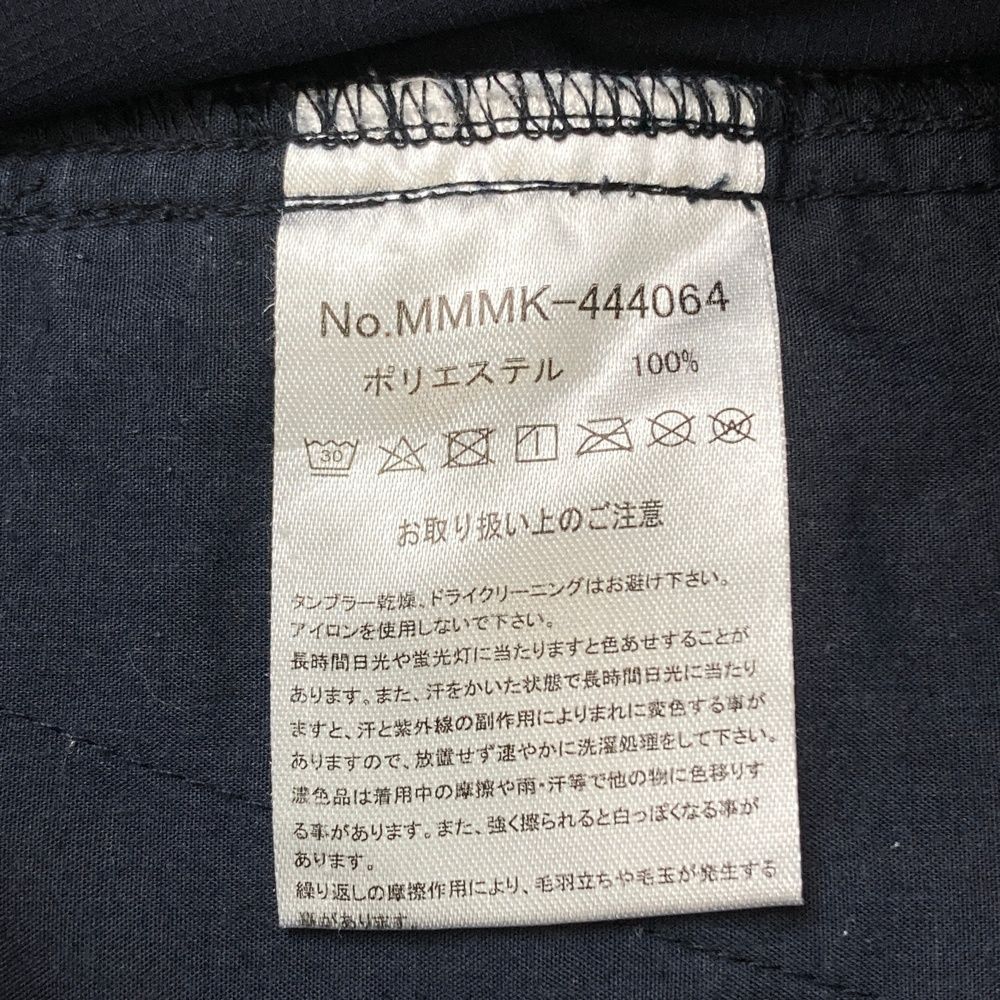 No.MMMK-444064
ポリエステル 100%
30
お取り扱い上のご注意
タンブラー乾燥、ドライクリーニングはお避け下さい。
アイロンを使用しないで下さい。
長時間日光や蛍光灯に当たりますと色あせすることが
あります。また、汗をかいた状態で長時間日光に当たり
ますと、汗と紫外線の副作用によりまれに変色する事が
ありますので、放置せず速やかに洗濯処理をして下さい。
濃色品は着用中の摩擦や雨・汗等で他の物に色移りす
る事があります。また、強く擦られると白っぽくなる事が
あります。
繰り返しの摩擦作用により、毛羽立ちや毛玉が発生する
事があります。